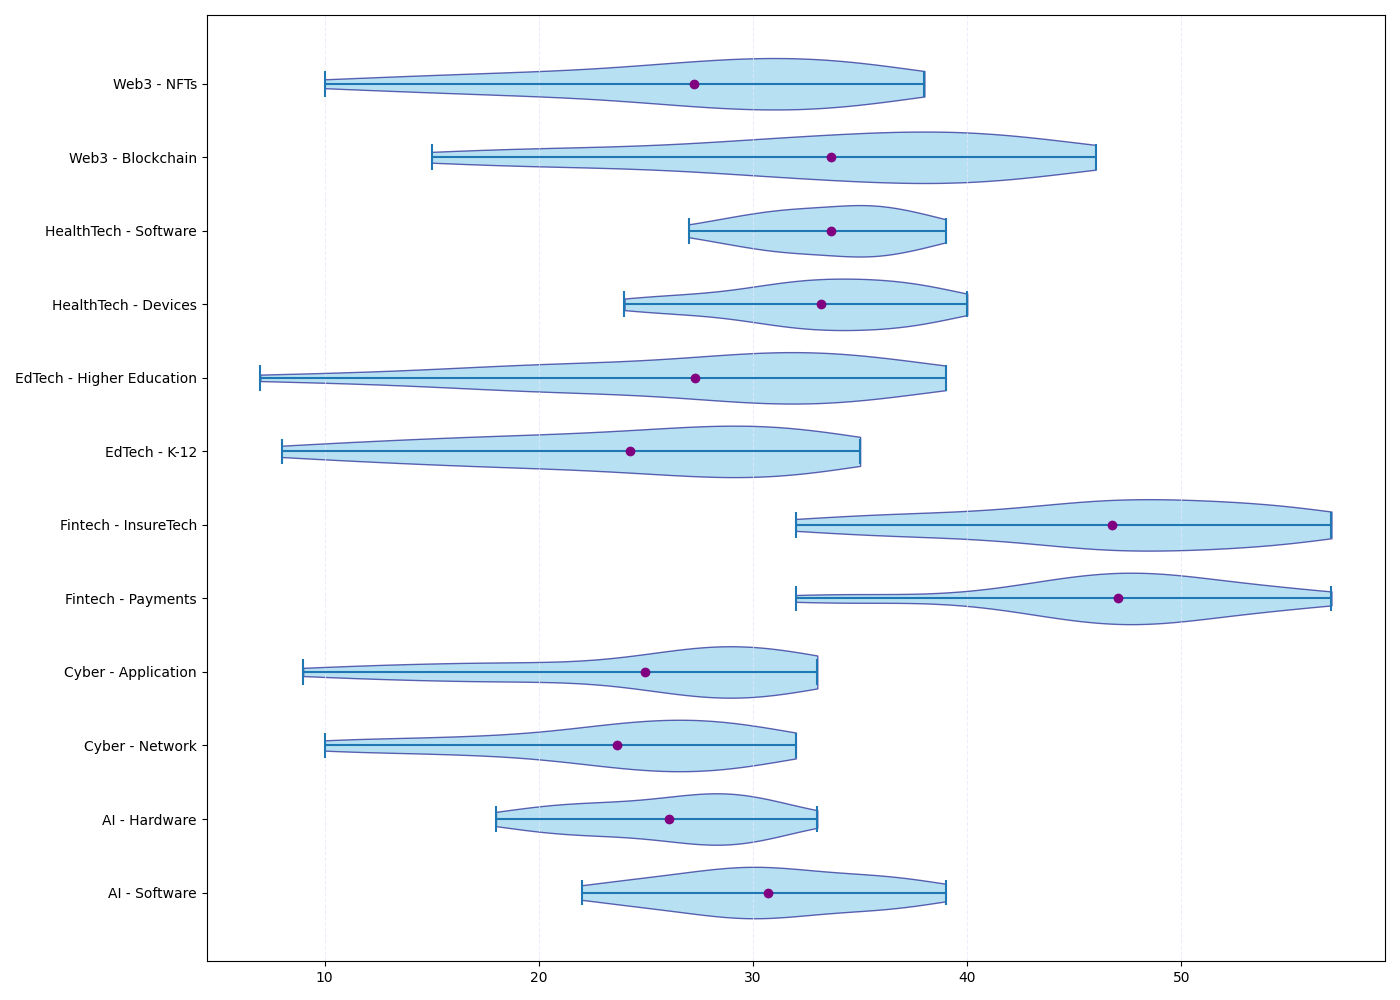 Web3 - NFTs
Web3 - Blockchain
HealthTech - Software
HealthTech - Devices
EdTech - Higher Education
EdTech - K-12
Fintech - InsureTech
Fintech - Payments
Cyber - Application
Cyber - Network
AI - Hardware
AI - Software
10 20 30 40 50